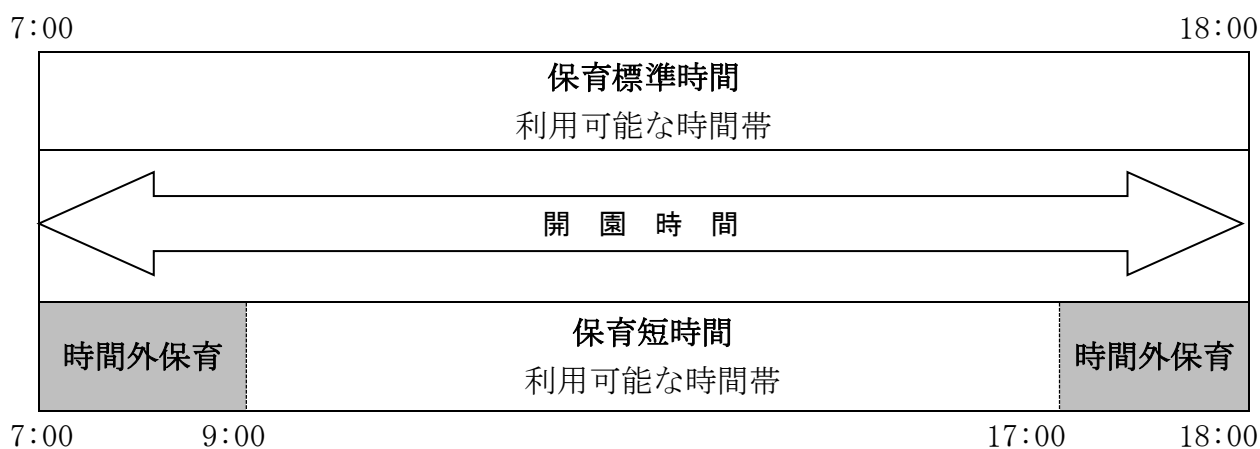 7:00 18:00
保育標準時間
利用可能な時間帯
開 園 時 間
時間外保育
保育短時間
利用可能な時間帯
時間外保育
7:00 9:00 17:00 18:00